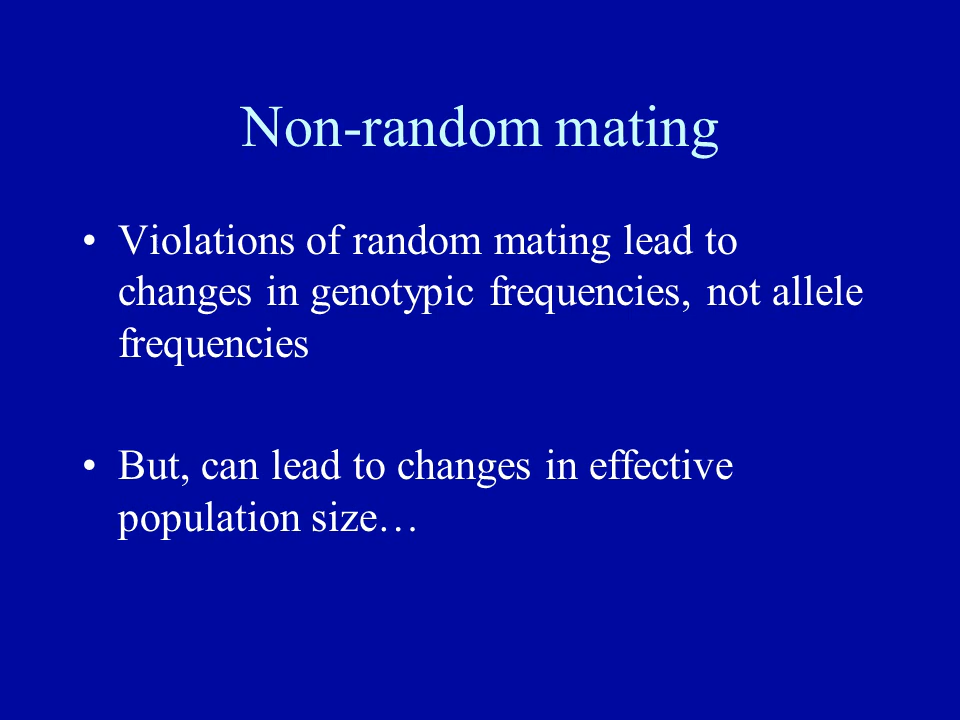 Non-random mating
• Violations of random mating lead to
changes in genotypic frequencies, not allele
frequencies
• But, can lead to changes in effective
population size…